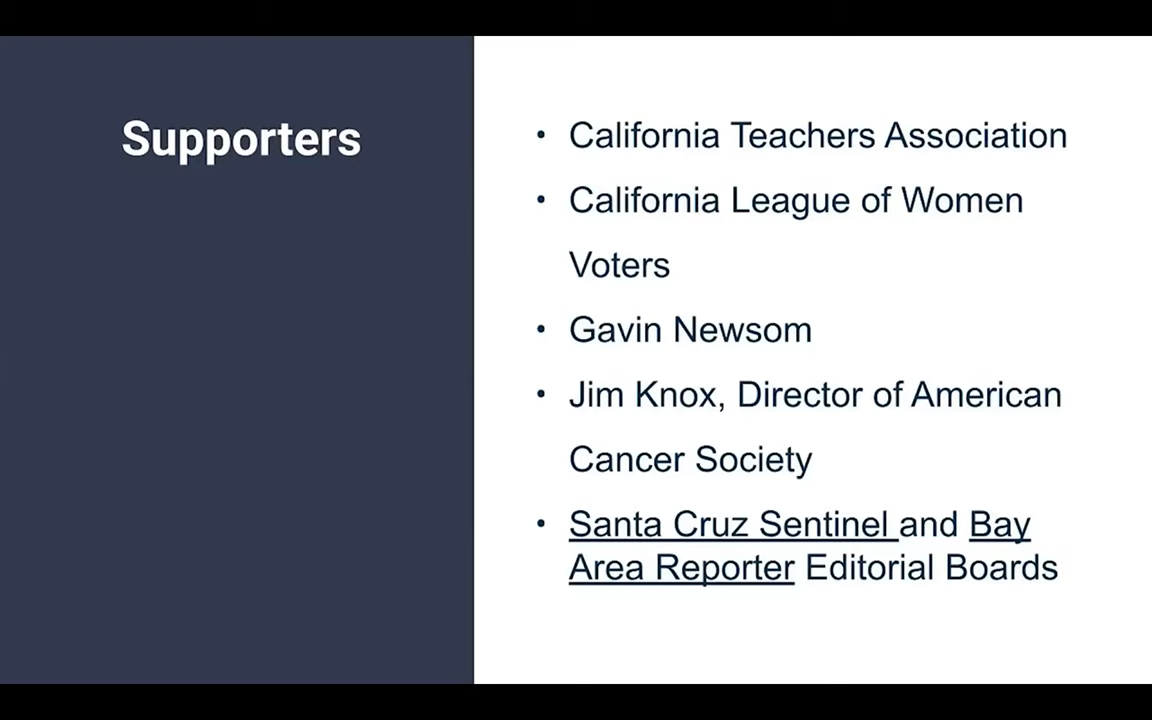 Supporters
• California Teachers Association
• California League of Women
Voters
• Gavin Newsom
• Jim Knox, Director of American
Cancer Society
• Santa Cruz Sentinel and Bay
Area Reporter Editorial Boards